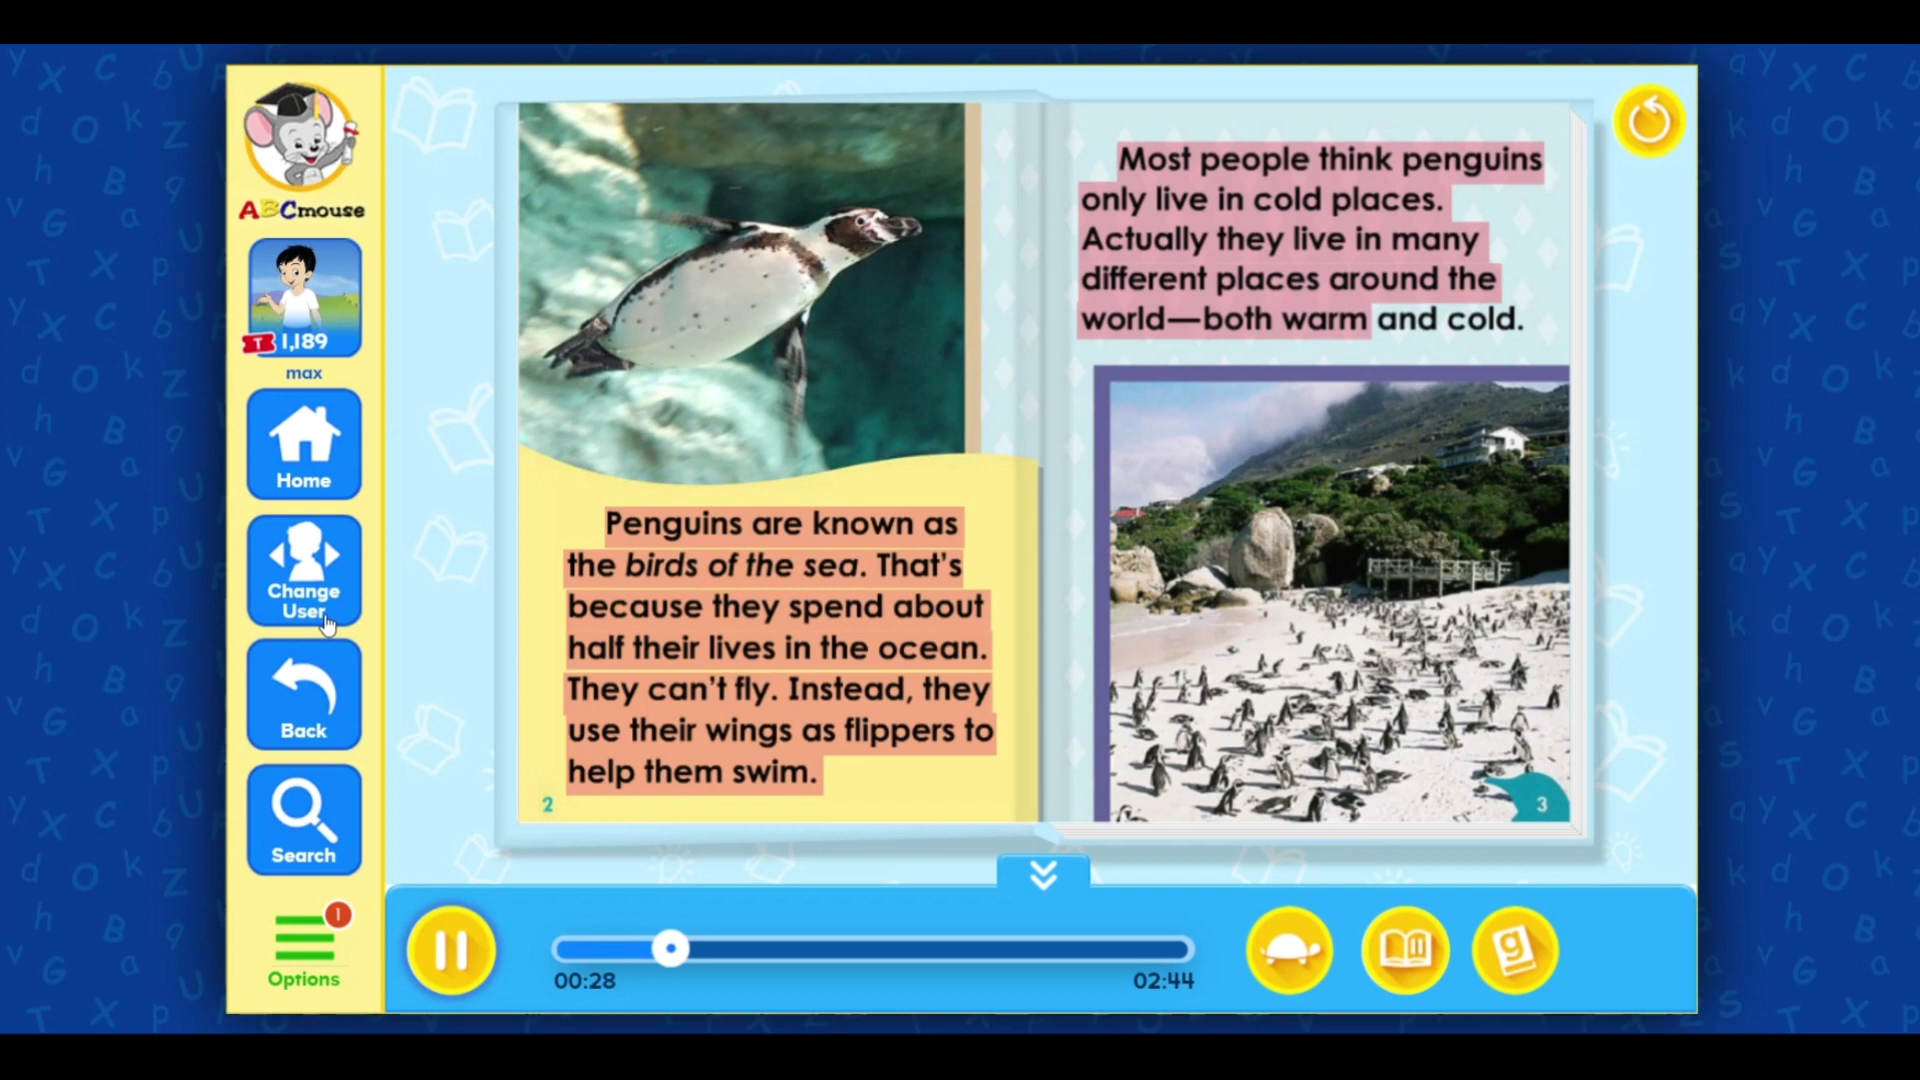 ABCmouse
T 1,189
max
Home
Change
User
Back
Search
1
Options
Penguins are known as
the birds of the sea. That's
because they spend about
half their lives in the ocean.
They can't fly. Instead, they
use their wings as flippers to
help them swim.
2
Most people think penguins
only live in cold places.
Actually they live in many
different places around the
world—both warm and cold.
3
00:28
02:44
g